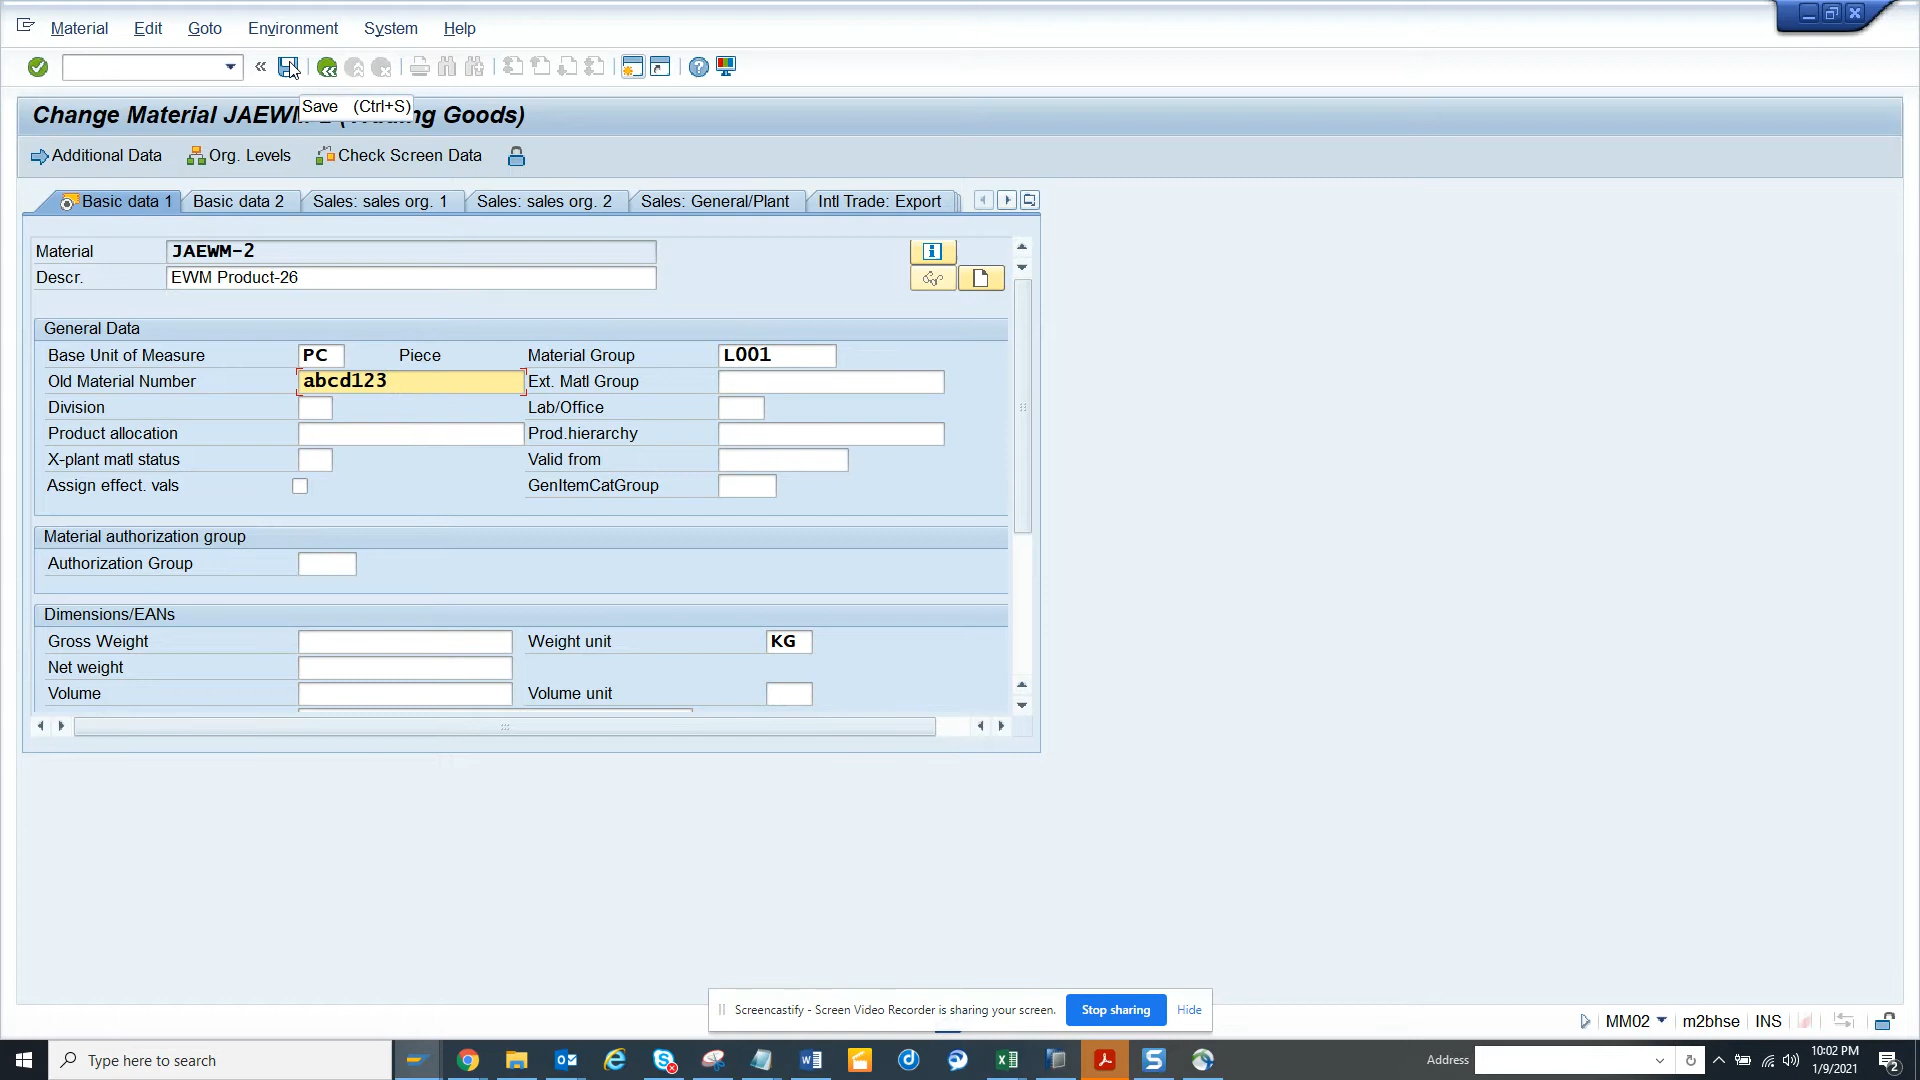 Material Edit Goto Environment System Help
Save (Ctrl+S)
Change Material JAEWM-2 (Trading Goods)
Additional Data Org. Levels Check Screen Data
Basic data 1 Basic data 2 Sales: sales org. 1 Sales: sales org. 2 Sales: General/Plant Intl Trade: Export
Material JAEWM-2
Descr. EWM Product-26
General Data
Base Unit of Measure PC Piece Material Group L001
Old Material Number abcd123 Ext. Matl Group
Division Lab/Office
Product allocation Prod.hierarchy
X-plant matl status Valid from
Assign effect. vals GenItemCatGroup
Material authorization group
Authorization Group
Dimensions/EANs
Gross Weight Weight unit KG
Net weight
Volume Volume unit
Screencastify - Screen Video Recorder is sharing your screen. Stop sharing Hide
MM02 m2bhse INS
Type here to search Address 10:02 PM
1/9/2021 2